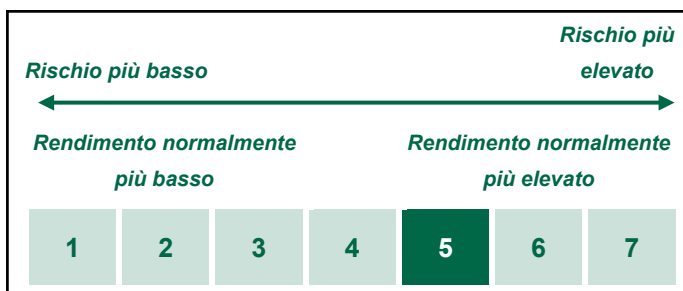 Rischio più basso
Rischio più
elevato
Rendimento normalmente
più basso
Rendimento normalmente
più elevato
1 2 3 4 5 6 7